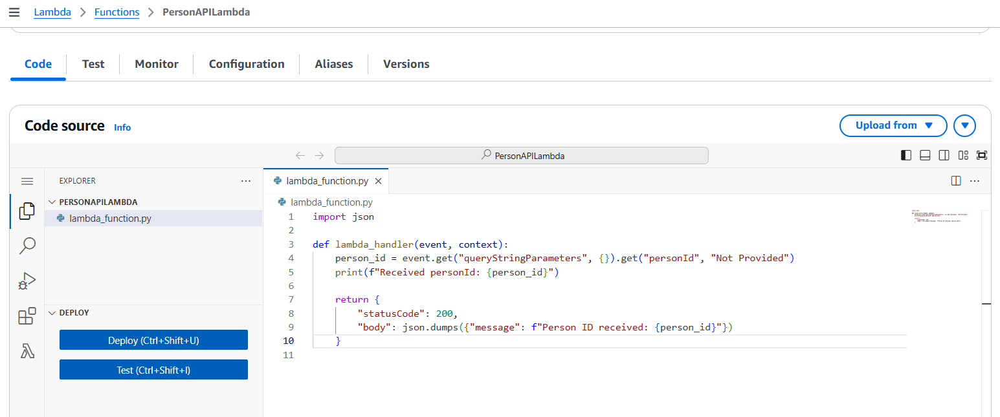 Lambda > Functions > PersonAPILambda
Code Test Monitor Configuration Aliases Versions
Code source Info
Upload from
PersonAPILambda
EXPLORER ...
PERSONAPILAMBDA
lambda_function.py
DEPLOY
Deploy (Ctrl+Shift+U)
Test (Ctrl+Shift+I)
lambda_function.py
lambda_function.py
1 import json
2
3 def lambda_handler(event, context):
4     person_id = event.get("queryStringParameters", {}).get("personId", "Not Provided")
5     print(f"Received personId: {person_id}")
6
7     return {
8         "statusCode": 200,
9         "body": json.dumps({"message": f"Person ID received: {person_id}"})
10     }
11